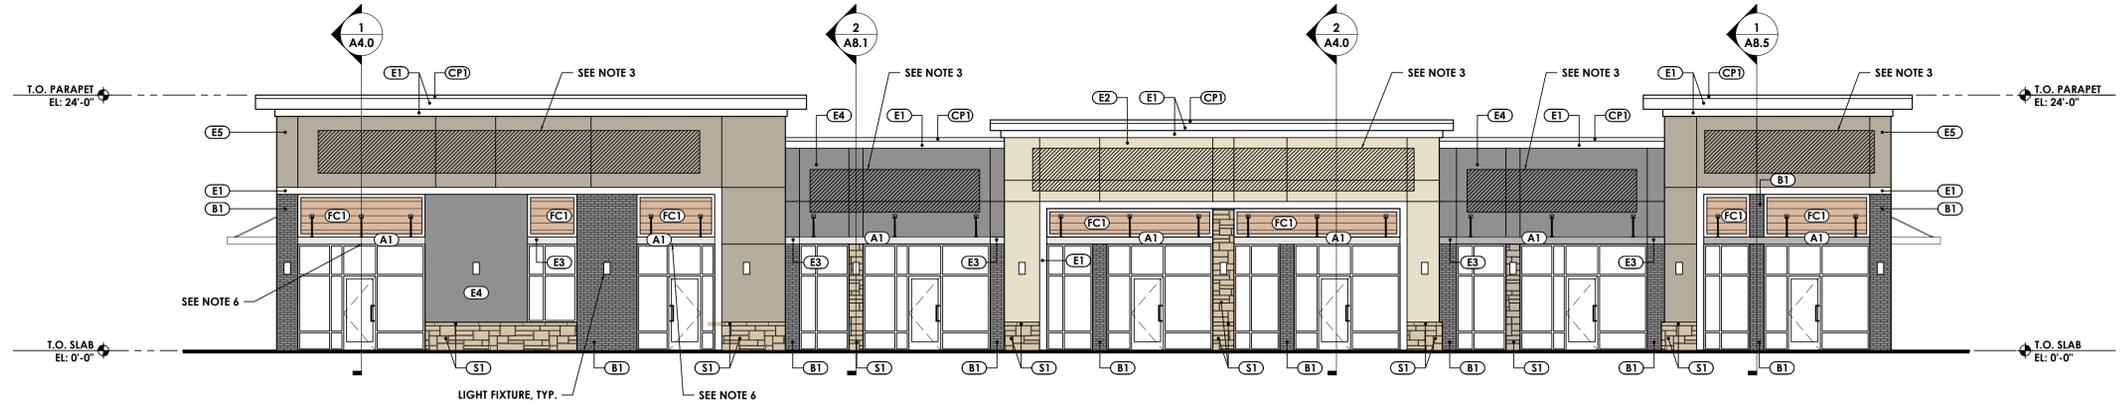 1 2 2 1
A4.0 A8.1 A4.0 A8.5
E1 CP1 SEE NOTE 3 SEE NOTE 3 SEE NOTE 3 SEE NOTE 3 E1 CP1 SEE NOTE 3
T.O. PARAPET T.O. PARAPET
EL: 24'-0" EL: 24'-0"
E2 E1 CP1
E4 E1 CP1 E4 E1 CP1
E5 E5
B1
E1 E1
B1 B1
FC1 FC1 FC1 FC1 FC1 FC1 FC1
A1 A1 A1 A1 A1 A1 A1
E3 E3 E3 E1 E3 E3 E3
E4
SEE NOTE 6
T.O. SLAB T.O. SLAB
EL: 0'-0" EL: 0'-0"
S1 B1 S1 B1 S1 B1 S1 B1 S1 B1 S1 B1 S1 B1 S1 B1
LIGHT FIXTURE, TYP. SEE NOTE 6